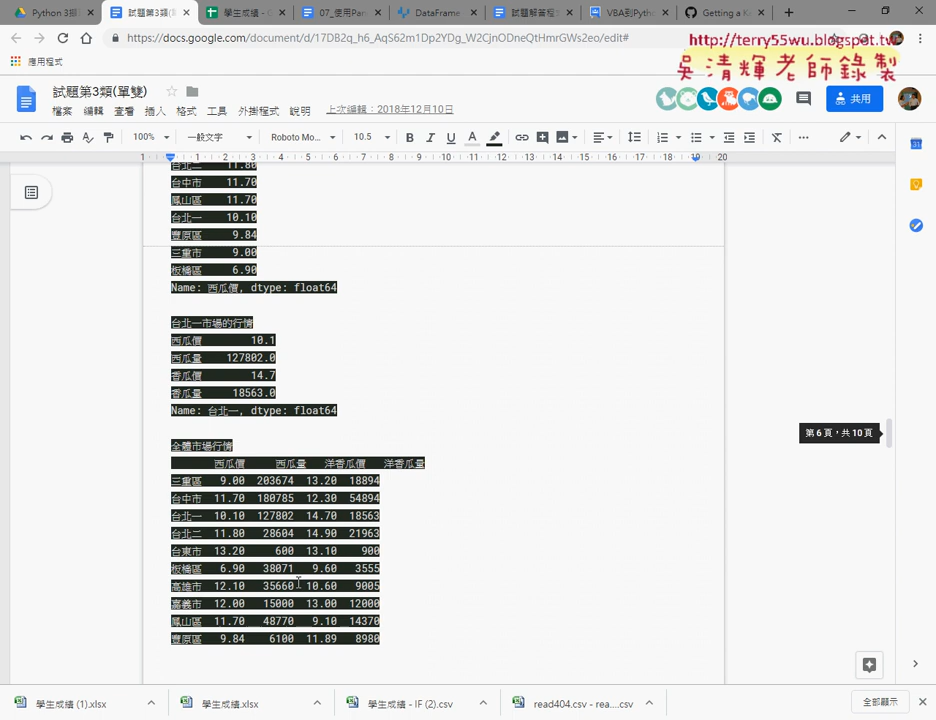 Python 3擬
試題第3類(單
學生成績 - G
07_使用Pan
DataFrame
試題解答程
VBA到Pyth
Getting a K
https://docs.google.com/document/d/17DB2q_h6_AqS62m1Dp2YDg_W2CjnODneQtHmrGWs2eo/edit#
http://terry55wu.blogspot.tw
吳清輝老師錄製
應用程式
試題第3類(單雙)
檔案 編輯 查看 插入 格式 工具 外掛程式 說明 上次編輯：2018年12月10日
共用
100% 一般文字 Roboto Mo... 10.5
台北二 11.80
台中市 11.70
鳳山區 11.70
台北一 10.10
豐原區 9.84
三重市 9.00
板橋區 6.90
Name: 西瓜價, dtype: float64
台北一市場的行情
西瓜價 10.1
西瓜量 127802.0
香瓜價 14.7
香瓜量 18563.0
Name: 台北一, dtype: float64
第 6 頁，共 10 頁
全體市場行情
西瓜價 西瓜量 洋香瓜價 洋香瓜量
三重區 9.00 203674 13.20 18894
台中市 11.70 180785 12.30 54894
台北一 10.10 127802 14.70 18563
台北二 11.80 28604 14.90 21963
台東市 13.20 600 13.10 900
板橋區 6.90 38071 9.60 3555
高雄市 12.10 35660 10.60 9005
嘉義市 12.00 15000 13.00 12000
鳳山區 11.70 48770 9.10 14370
豐原區 9.84 6100 11.89 8980
學生成績 (1).xlsx
學生成績.xlsx
學生成績 - IF (2).csv
read404.csv - rea....csv
全部顯示